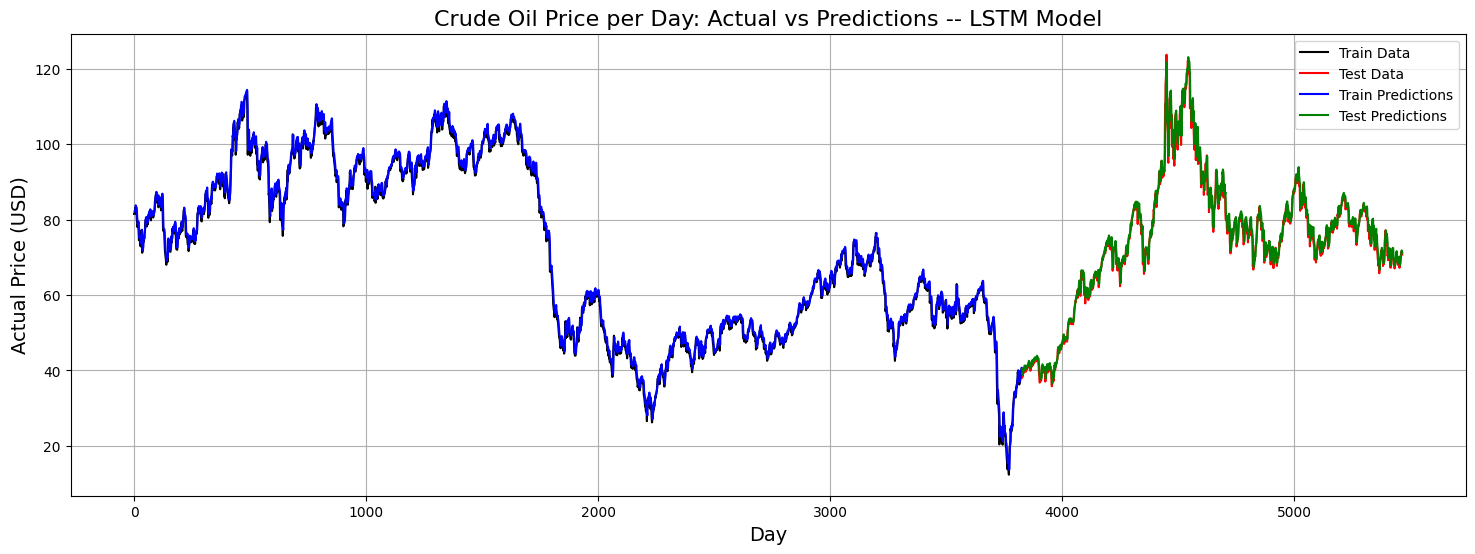 Crude Oil Price per Day: Actual vs Predictions -- LSTM Model
Actual Price (USD)
120
100
80
60
40
20
Train Data
Test Data
Train Predictions
Test Predictions
0
1000
2000
3000
4000
5000
Day